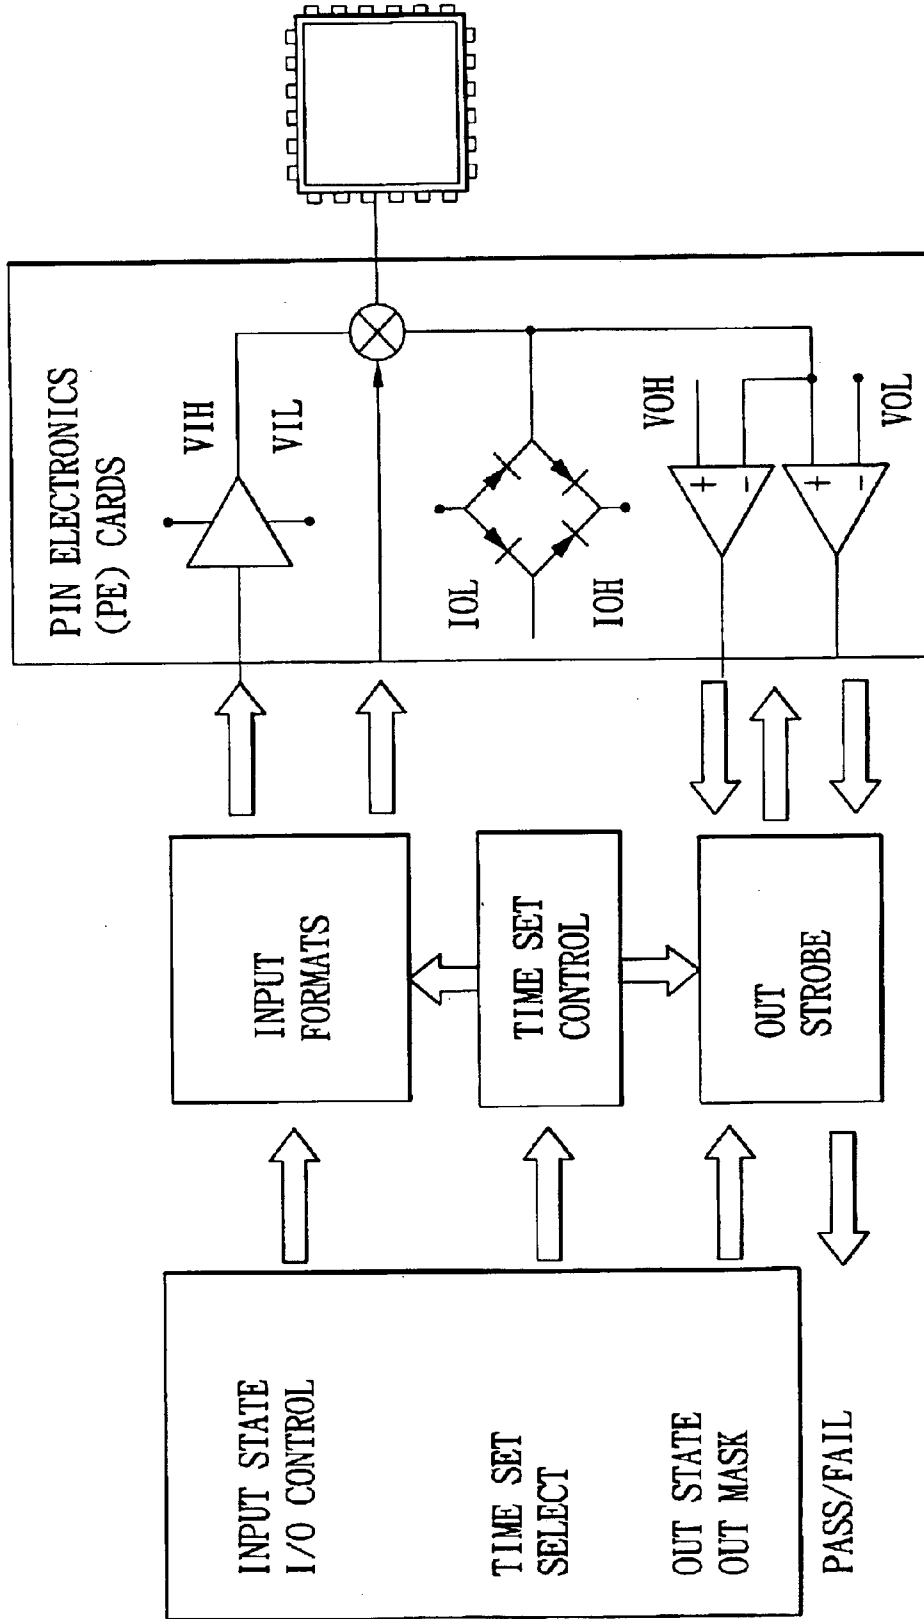 PIN ELECTRONICS
(PE) CARDS
VIH
VIL
IOL
IOH
VOH
VOL
+
-
+
-
INPUT
FORMATS
TIME SET
CONTROL
OUT
STROBE
INPUT STATE
I/O CONTROL
TIME SET
SELECT
OUT STATE
OUT MASK
PASS/FAIL